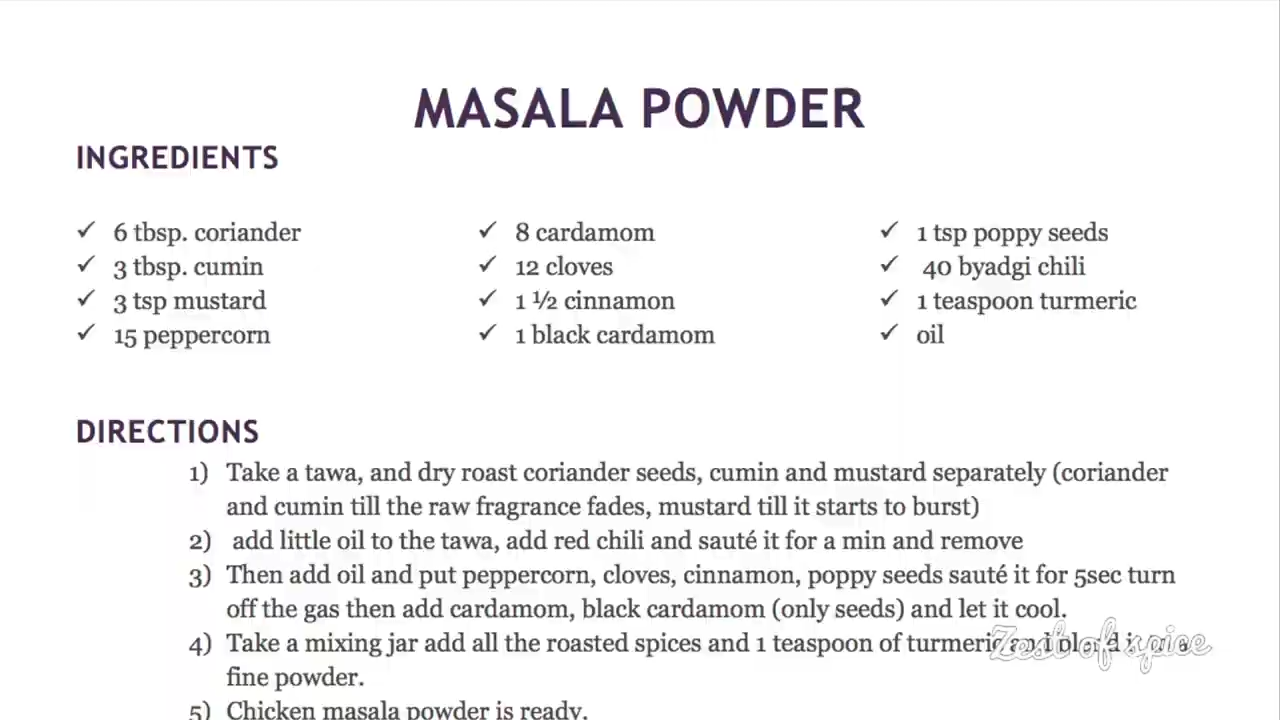 MASALA POWDER
INGREDIENTS
✓ 6 tbsp. coriander
✓ 3 tbsp. cumin
✓ 3 tsp mustard
✓ 15 peppercorn
✓ 8 cardamom
✓ 12 cloves
✓ 1 ½ cinnamon
✓ 1 black cardamom
✓ 1 tsp poppy seeds
✓ 40 byadgi chili
✓ 1 teaspoon turmeric
✓ oil
DIRECTIONS
1) Take a tawa, and dry roast coriander seeds, cumin and mustard separately (coriander
and cumin till the raw fragrance fades, mustard till it starts to burst)
2) add little oil to the tawa, add red chili and sauté it for a min and remove
3) Then add oil and put peppercorn, cloves, cinnamon, poppy seeds sauté it for 5sec turn
off the gas then add cardamom, black cardamom (only seeds) and let it cool.
4) Take a mixing jar add all the roasted spices and 1 teaspoon of turmeric and blend
fine powder.
5) Chicken masala powder is ready.
Zest of spice